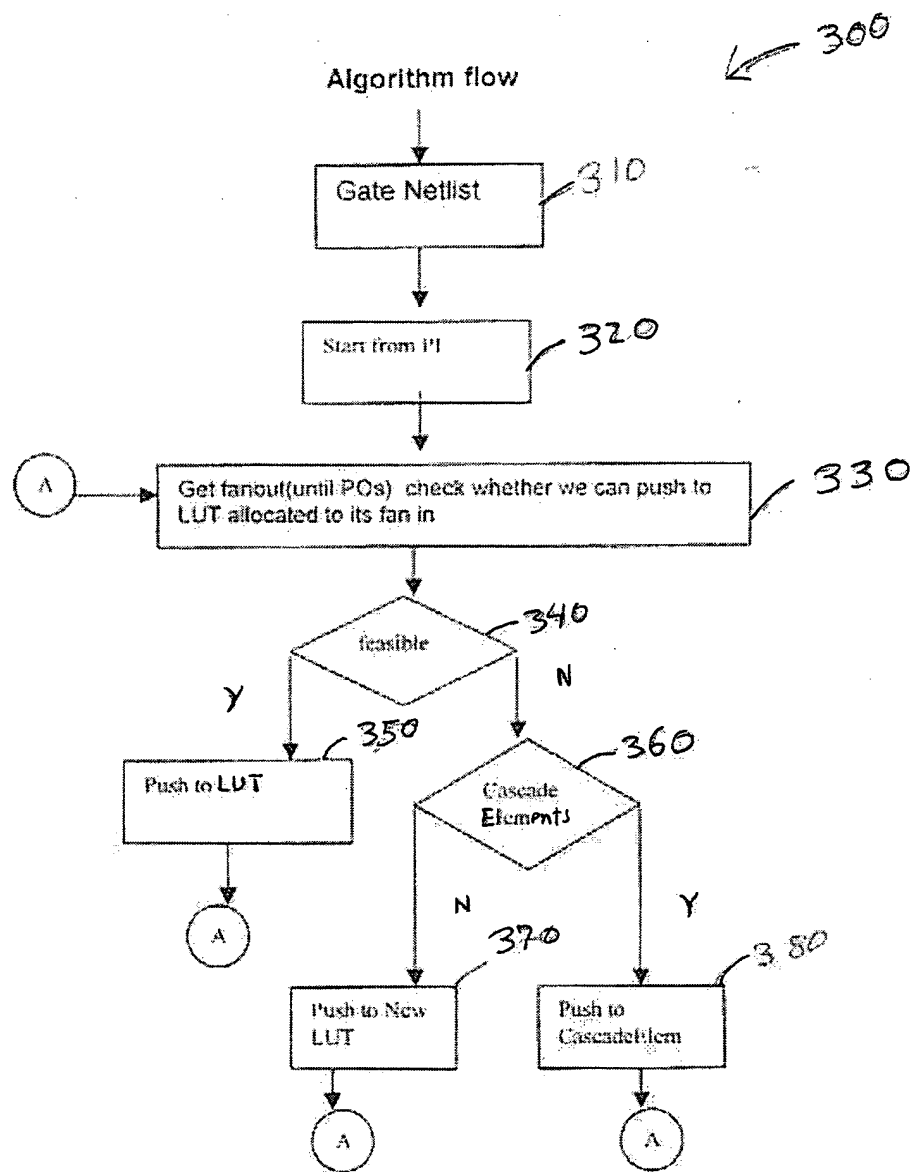 300
Algorithm flow
Gate Netlist
310
Start from PI
320
A
Get fanout(until POs) check whether we can push to
LUT allocated to its fan in
330
feasible
340
Y
N
Push to LUT
350
Cascade
Elements
360
A
N
Y
Push to New
LUT
370
Push to
CascadeElem
380
A
A